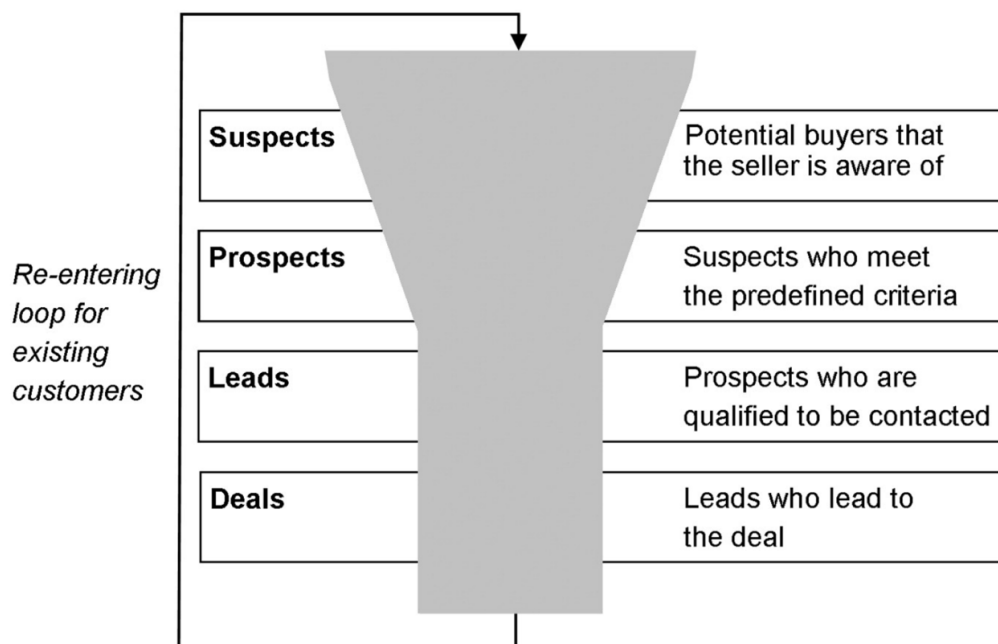 Suspects
Potential buyers that
the seller is aware of
Prospects
Suspects who meet
the predefined criteria
Re-entering
loop for
existing
customers
Leads
Prospects who are
qualified to be contacted
Deals
Leads who lead to
the deal